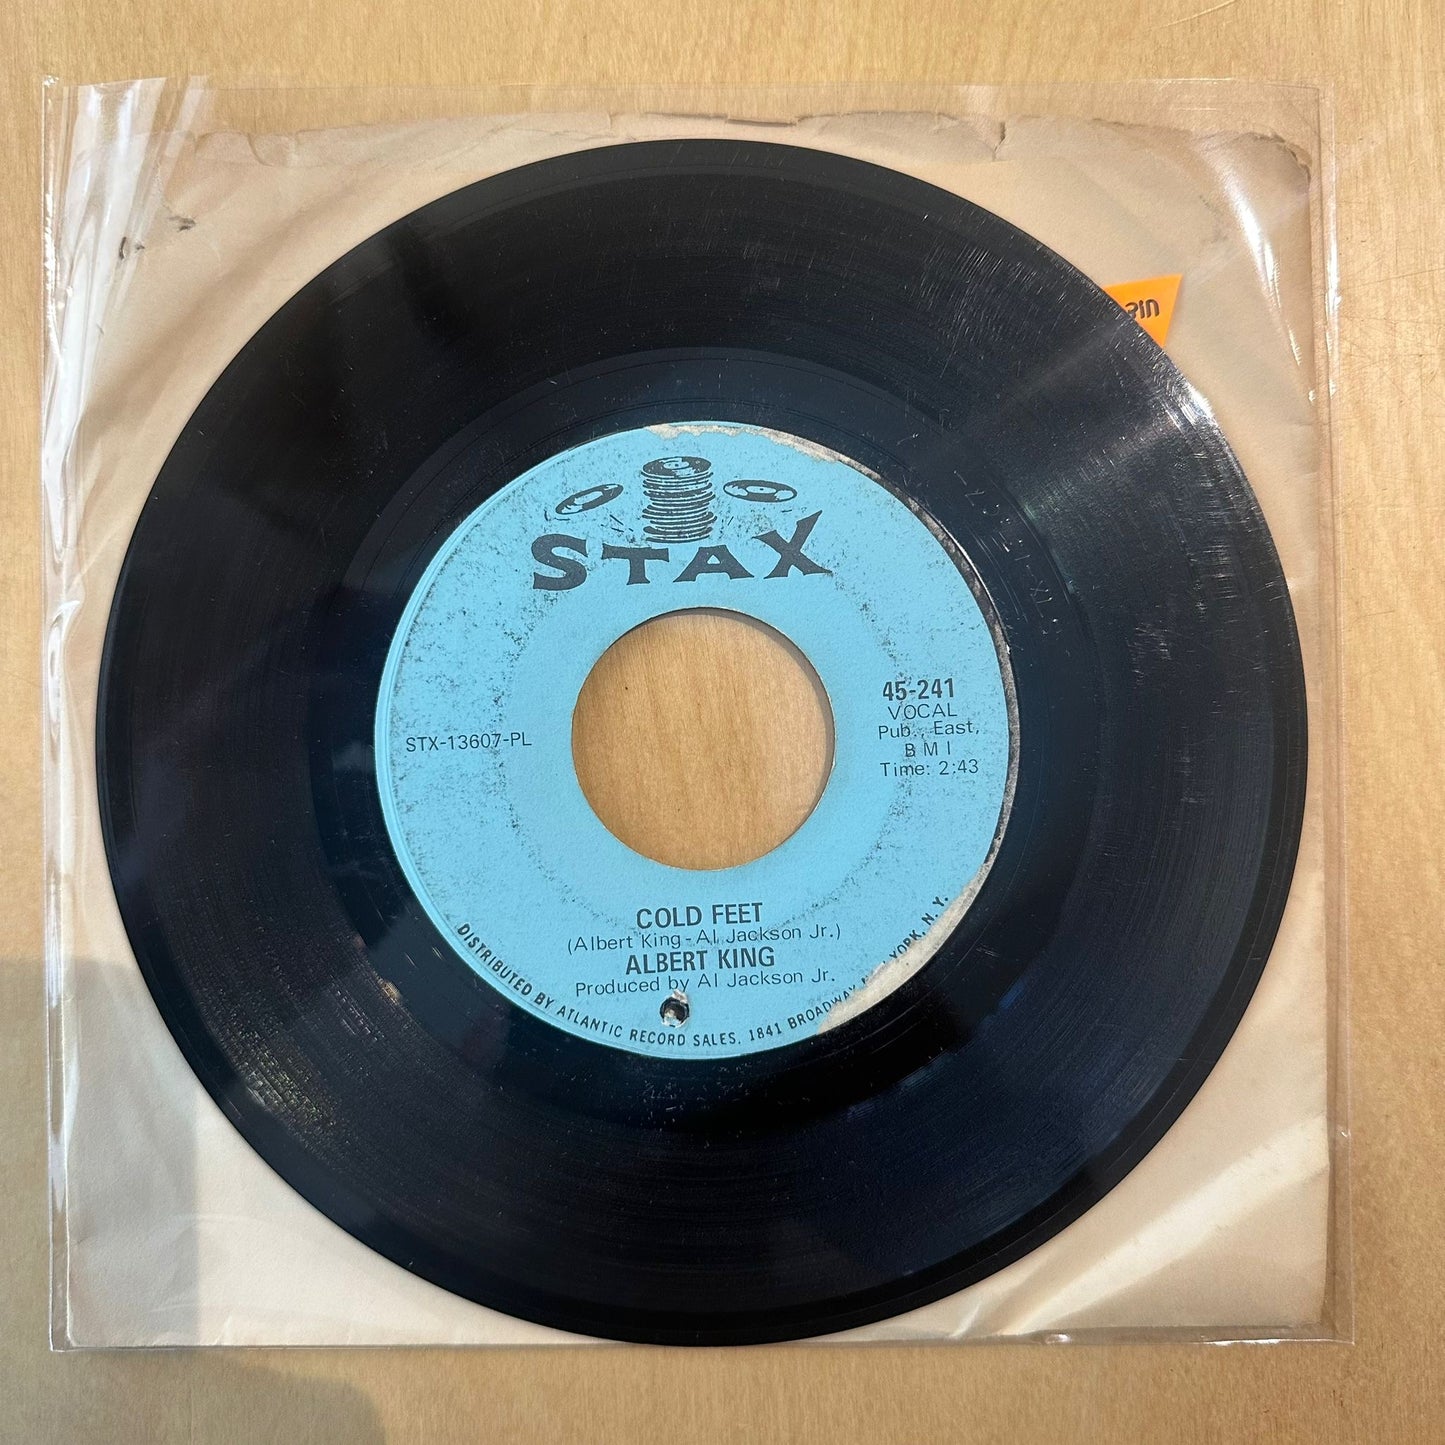 STAX
45-241
VOCAL
Pub., East,
BMI
Time: 2:43
STX-13607-PL
COLD FEET
(Albert King-Al Jackson Jr.)
ALBERT KING
Produced by Al Jackson Jr.
DISTRIBUTED BY ATLANTIC RECORD SALES, 1841 BROADWAY, YORK, N. Y.